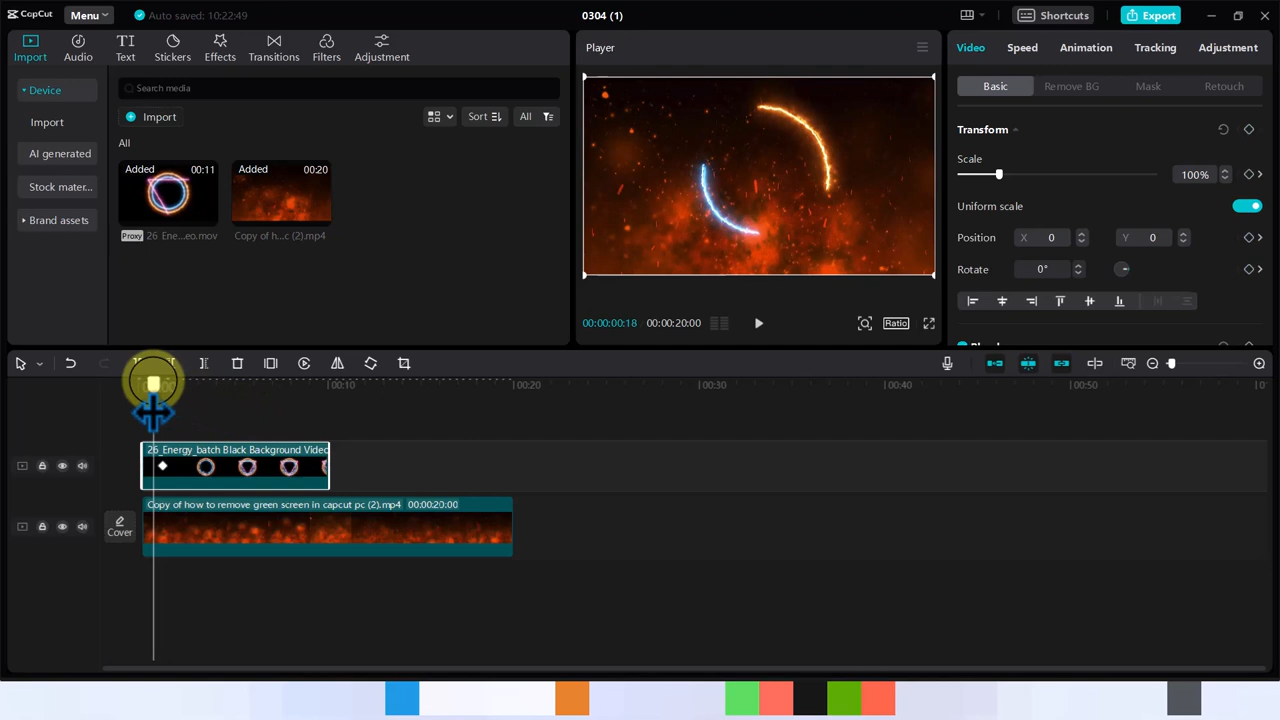 CapCut
Menu
Auto saved: 10:22:49
0304 (1)
Shortcuts
Export
Import
Audio
Text
Stickers
Effects
Transitions
Filters
Adjustment
Device
Import
AI generated
Stock mater...
Brand assets
Search media
Import
Sort
All
All
Added
00:11
Proxy
26_Ene...eo.mov
Added
00:20
Copy of h...c (2).mp4
Player
00:00:00:18
00:00:20:00
Ratio
Video
Speed
Animation
Tracking
Adjustment
Basic
Remove BG
Mask
Retouch
Transform
Scale
100%
Uniform scale
Position
X
0
Y
0
Rotate
0°
00:10
00:20
00:30
00:40
00:50
26_Energy_batch Black Background Video
Cover
Copy of how to remove green screen in capcut pc (2).mp4 00:00:20:00